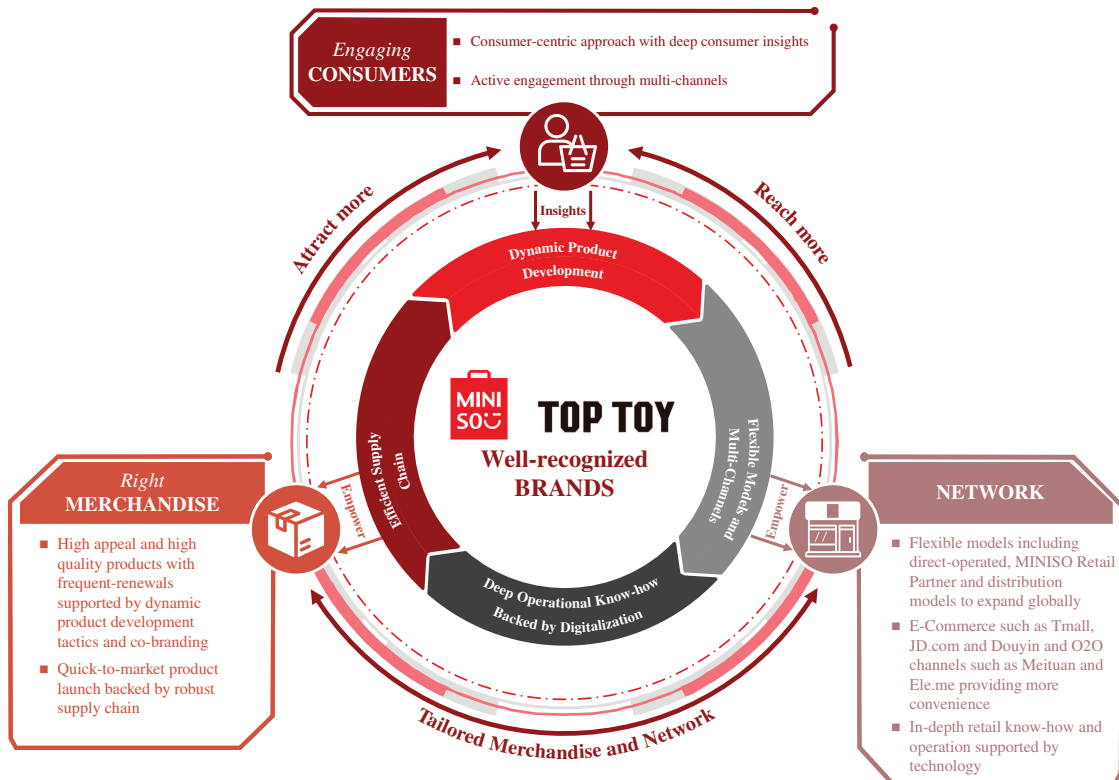 Engaging
CONSUMERS
Consumer-centric approach with deep consumer insights
Active engagement through multi-channels
Attract more
Reach more
Insights
Dynamic Product
Development
Efficient Supply
Chain
Flexible Models and
Multi-Channels
Deep Operational Know-how
Backed by Digitalization
MINI
SO
TOP TOY
Well-recognized
BRANDS
Empower
Empower
Right
MERCHANDISE
High appeal and high
quality products with
frequent-renewals
supported by dynamic
product development
tactics and co-branding
Quick-to-market product
launch backed by robust
supply chain
NETWORK
Flexible models including
direct-operated, MINISO Retail
Partner and distribution
models to expand globally
E-Commerce such as Tmall,
JD.com and Douyin and O2O
channels such as Meituan and
Ele.me providing more
convenience
In-depth retail know-how and
operation supported by
technology
Tailored Merchandise and Network